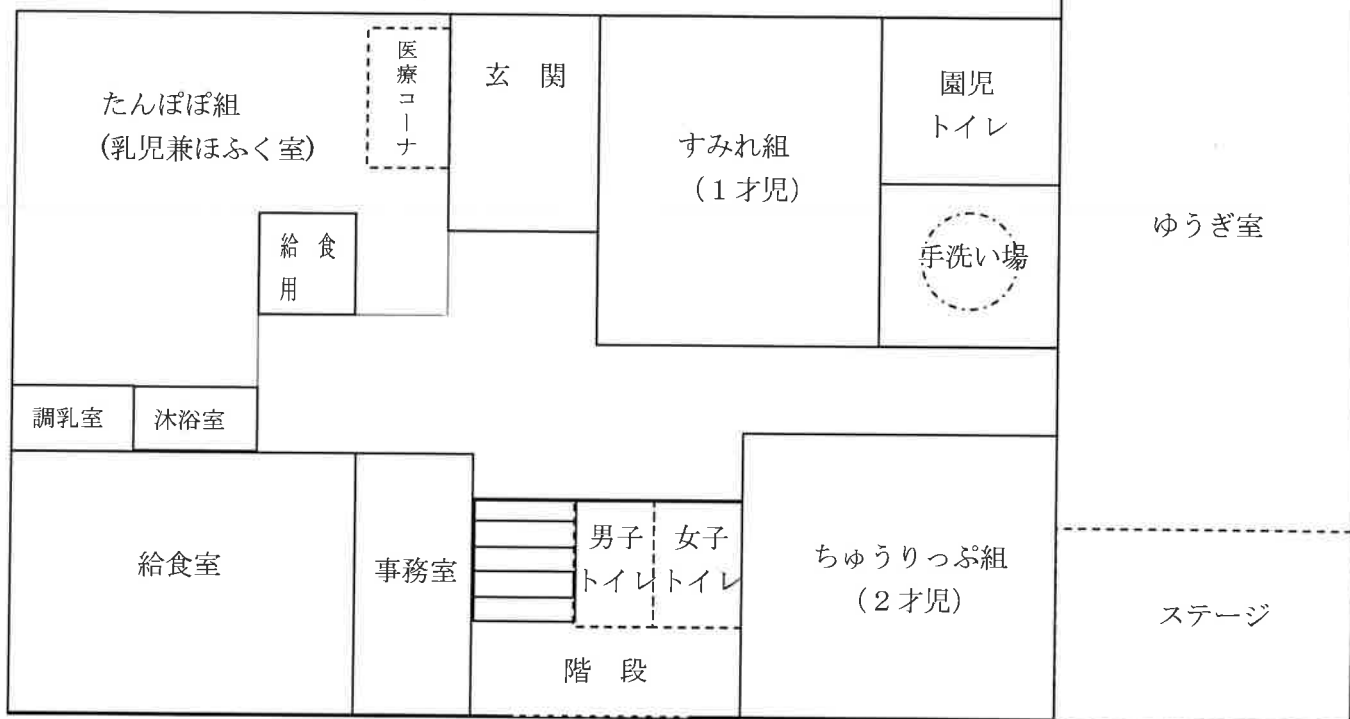 たんぽぽ組
(乳児兼ほふく室)
医療コーナ
玄 関
すみれ組
(1才児)
園児
トイレ
手洗い場
ゆうぎ室
給 食
用
調乳室
沐浴室
給食室
事務室
男子
トイレ
女子
トイレ
階 段
ちゅうりっぷ組
(2才児)
ステージ